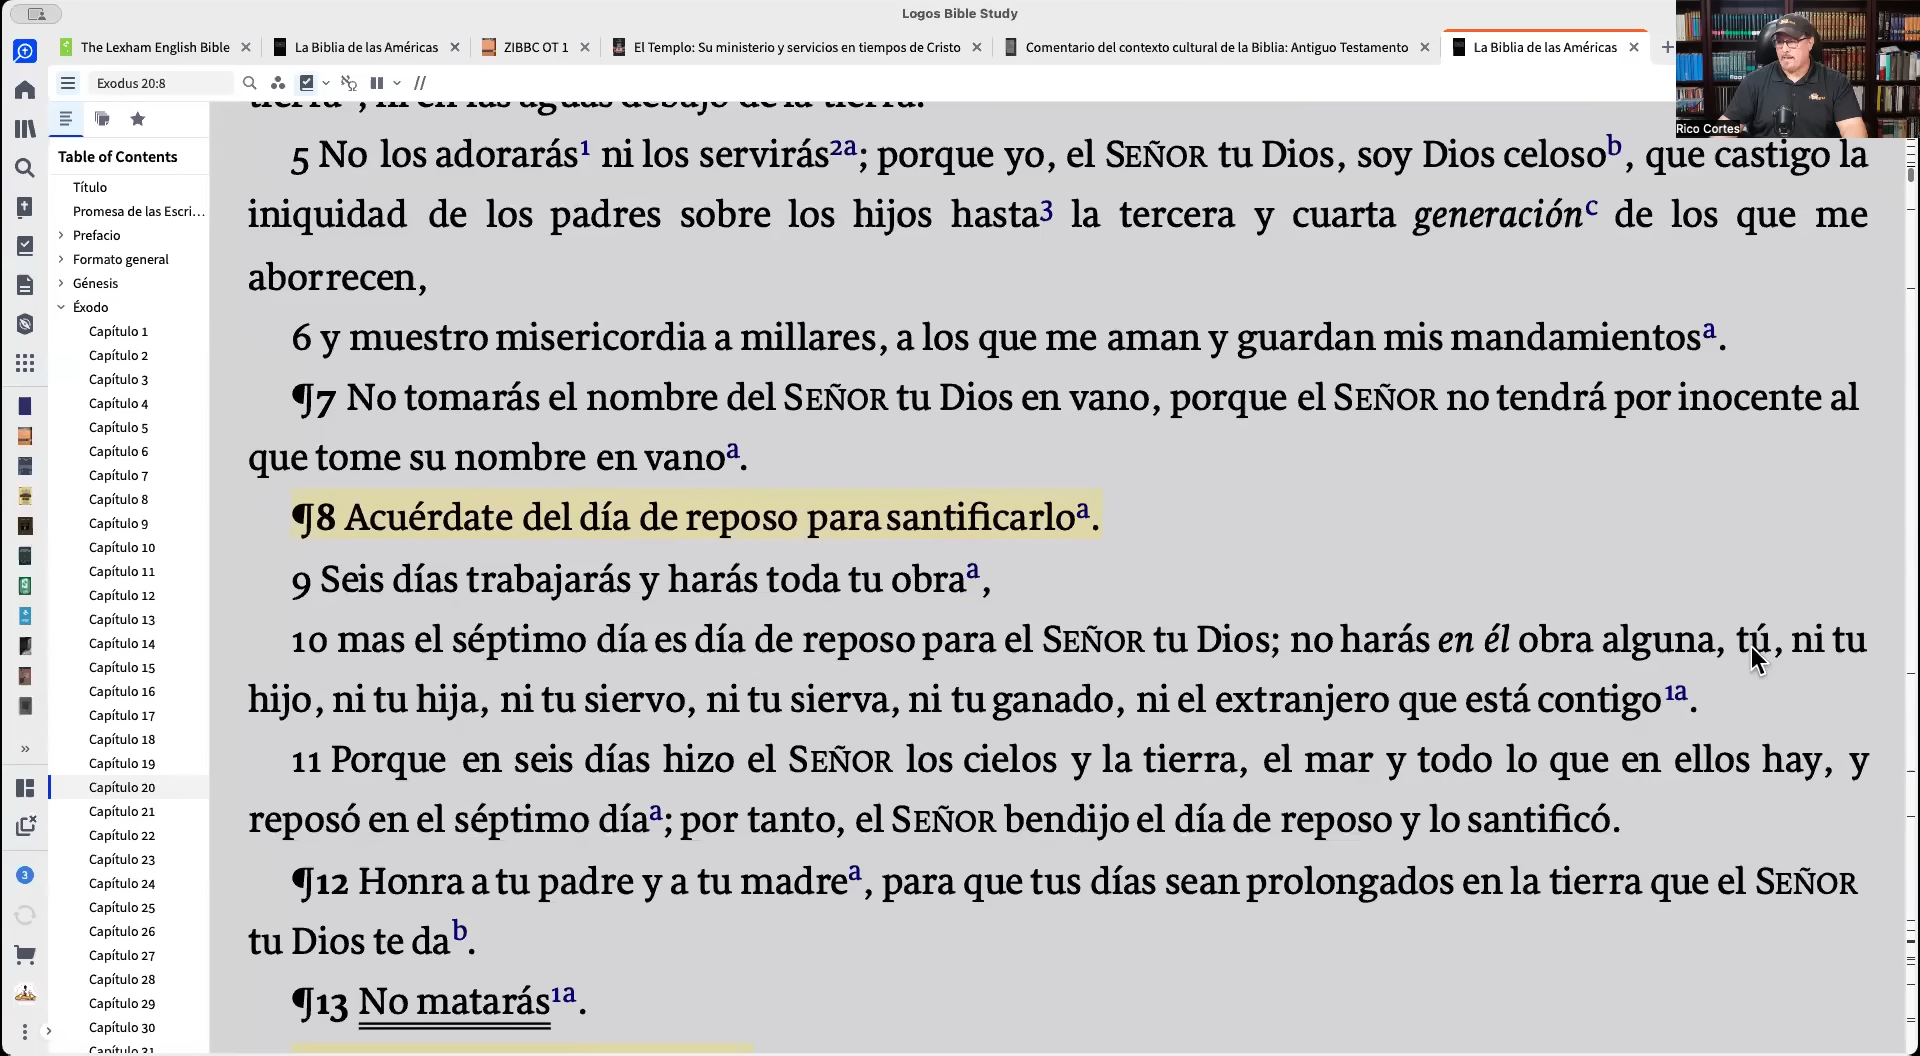 Logos Bible Study
The Lexham English Bible
La Biblia de las Américas
ZIBBC OT 1
El Templo: Su ministerio y servicios en tiempos de Cristo
Comentario del contexto cultural de la Biblia: Antiguo Testamento
La Biblia de las Américas
Exodus 20:8
Rico Cortes
Table of Contents
Título
Promesa de las Escri…
Prefacio
Formato general
Génesis
Éxodo
Capítulo 1
Capítulo 2
Capítulo 3
Capítulo 4
Capítulo 5
Capítulo 6
Capítulo 7
Capítulo 8
Capítulo 9
Capítulo 10
Capítulo 11
Capítulo 12
Capítulo 13
Capítulo 14
Capítulo 15
Capítulo 16
Capítulo 17
Capítulo 18
Capítulo 19
Capítulo 20
Capítulo 21
Capítulo 22
Capítulo 23
Capítulo 24
Capítulo 25
Capítulo 26
Capítulo 27
Capítulo 28
Capítulo 29
Capítulo 30
Capítulo 31
3
tierra , ni en las aguas debajo de la tierra.
5 No los adorarás1 ni los servirás2a; porque yo, el SEÑOR tu Dios, soy Dios celosob, que castigo la
iniquidad de los padres sobre los hijos hasta3 la tercera y cuarta generaciónc de los que me
aborrecen,
6 y muestro misericordia a millares, a los que me aman y guardan mis mandamientosa.
¶7 No tomarás el nombre del SEÑOR tu Dios en vano, porque el SEÑOR no tendrá por inocente al
que tome su nombre en vanoa.
¶8 Acuérdate del día de reposo para santificarloa.
9 Seis días trabajarás y harás toda tu obraa,
10 mas el séptimo día es día de reposo para el SEÑOR tu Dios; no harás en él obra alguna, tú, ni tu
hijo, ni tu hija, ni tu siervo, ni tu sierva, ni tu ganado, ni el extranjero que está contigo1a.
11 Porque en seis días hizo el SEÑOR los cielos y la tierra, el mar y todo lo que en ellos hay, y
reposó en el séptimo díaa; por tanto, el SEÑOR bendijo el día de reposo y lo santificó.
¶12 Honra a tu padre y a tu madrea, para que tus días sean prolongados en la tierra que el SEÑOR
tu Dios te dab.
¶13 No matarás1a.